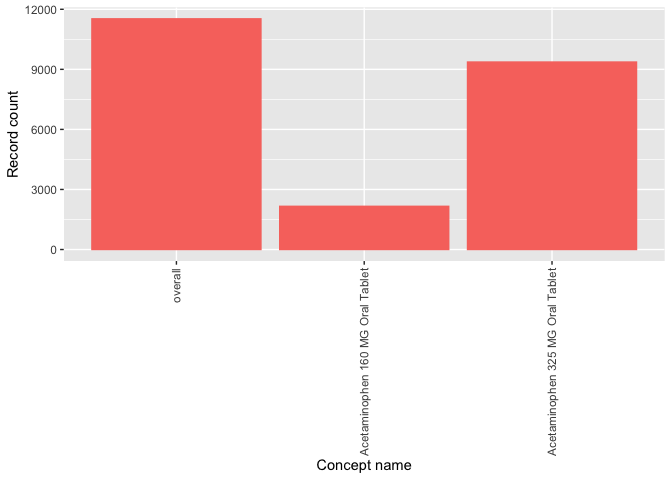 Record count
12000
9000
6000
3000
0
overall
Acetaminophen 160 MG Oral Tablet
Acetaminophen 325 MG Oral Tablet
Concept name